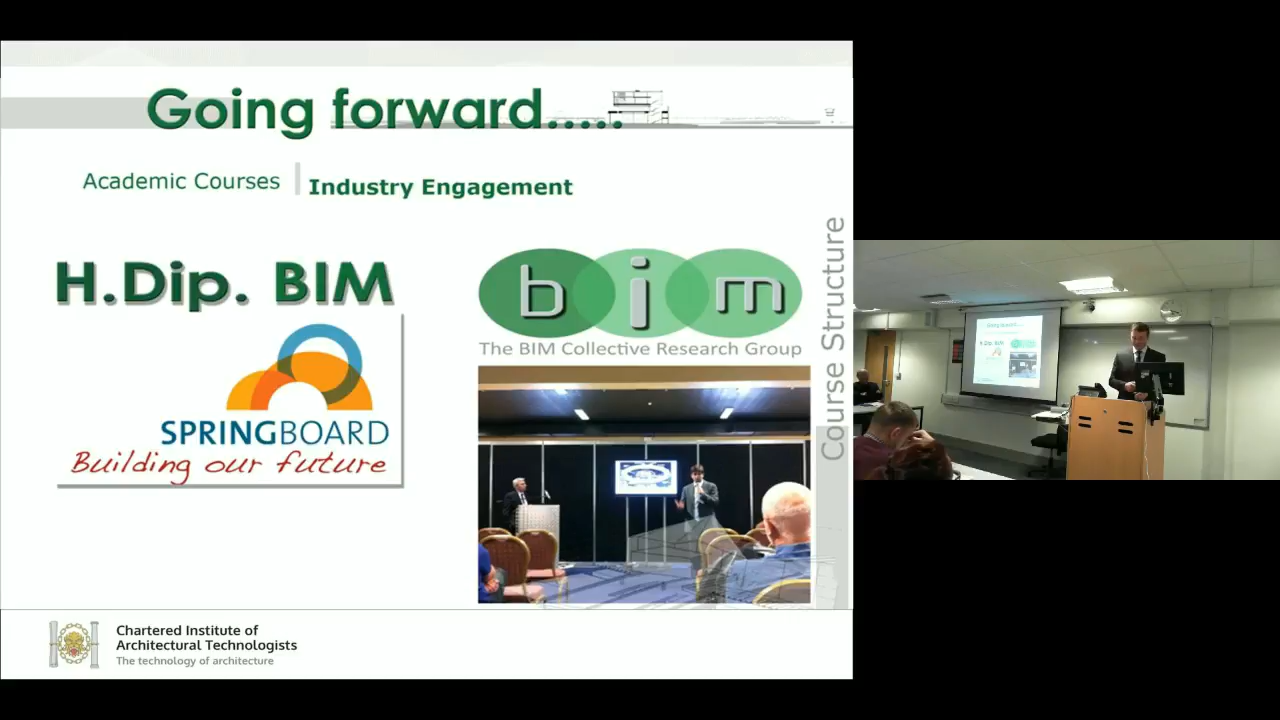 Going forward.....
Academic Courses
Industry Engagement
H.Dip. BIM
SPRINGBOARD
Building our future
bim
The BIM Collective Research Group
Course Structure
Chartered Institute of
Architectural Technologists
The technology of architecture